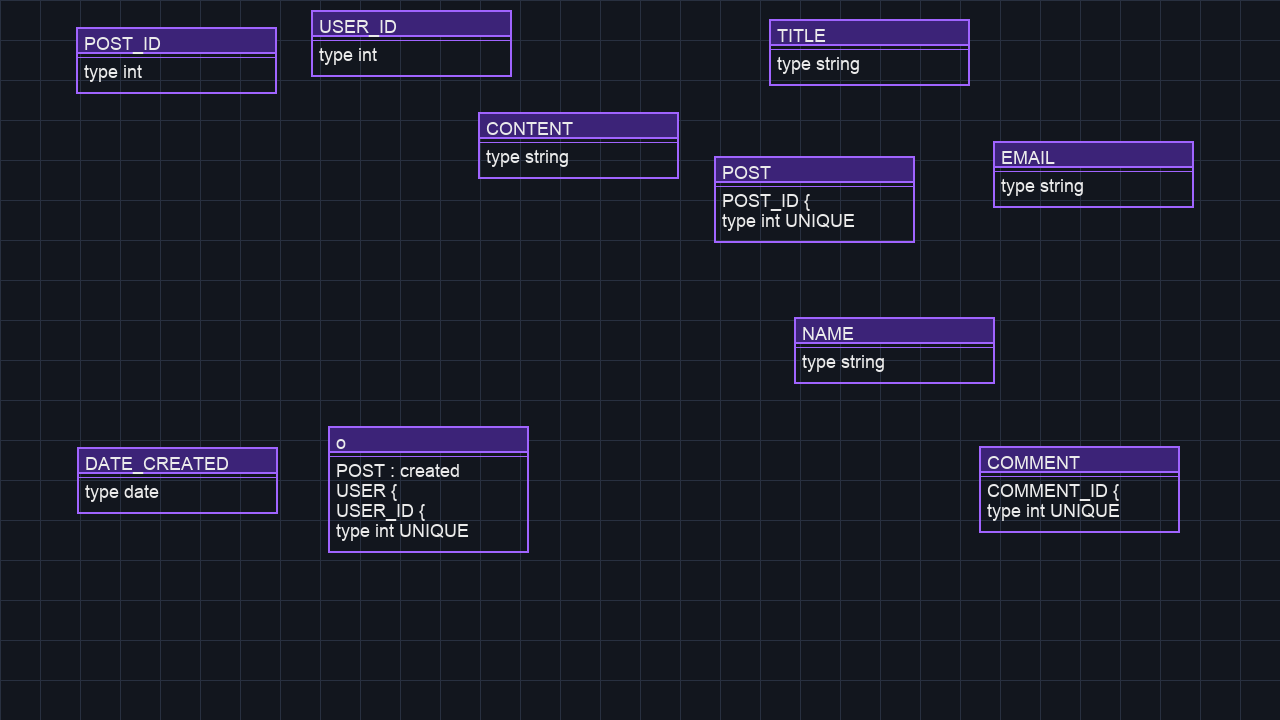 POST_ID
type int
USER_ID
type int
TITLE
type string
CONTENT
type string
POST
POST_ID {
type int UNIQUE
EMAIL
type string
NAME
type string
DATE_CREATED
type date
o
POST : created
USER {
USER_ID {
type int UNIQUE
COMMENT
COMMENT_ID {
type int UNIQUE